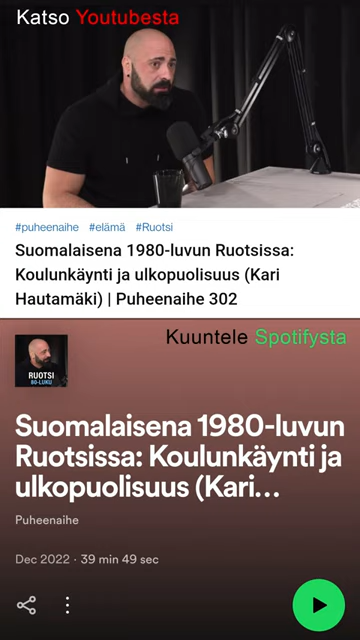 Katso Youtubesta
#puheenaihe #elämä #Ruotsi
Suomalaisena 1980-luvun Ruotsissa:
Koulunkäynti ja ulkopuolisuus (Kari
Hautamäki) | Puheenaihe 302
Kuuntele Spotifysta
RUOTSI
80-LUKU
Suomalaisena 1980-luvun
Ruotsissa: Koulunkäynti ja
ulkopuolisuus (Kari...
Puheenaihe
Dec 2022 · 39 min 49 sec